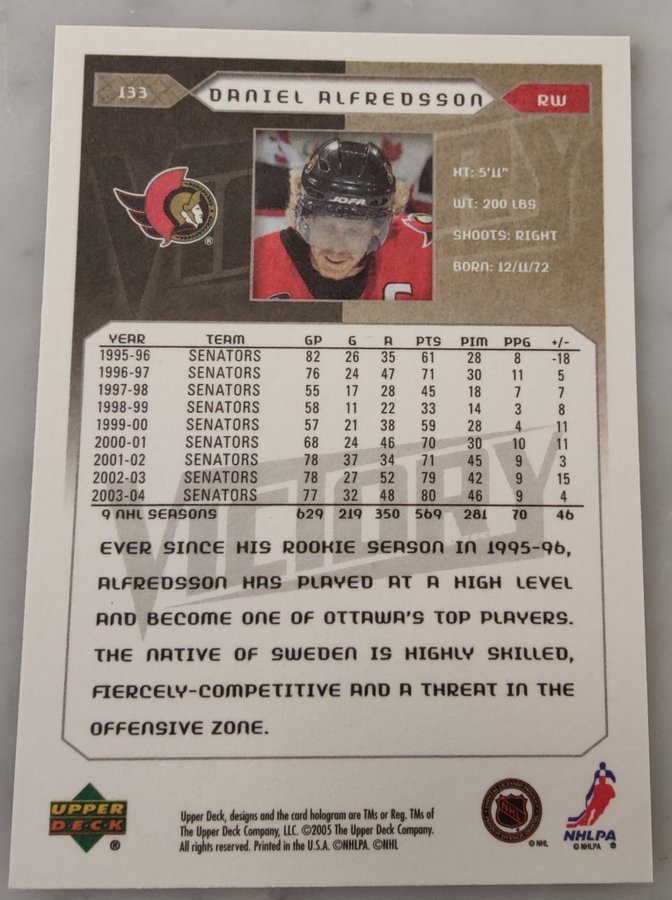 133 DANIEL ALFREDSSON RW
JOFA
C
HT: 5'11"
WT: 200 LBS
SHOOTS: RIGHT
BORN: 12/11/72
®
YEAR TEAM GP G A PTS PIM PPG +/-
1995-96 SENATORS 82 26 35 61 28 8 -18
1996-97 SENATORS 76 24 47 71 30 11 5
1997-98 SENATORS 55 17 28 45 18 7 7
1998-99 SENATORS 58 11 22 33 14 3 8
1999-00 SENATORS 57 21 38 59 28 4 11
2000-01 SENATORS 68 24 46 70 30 10 11
2001-02 SENATORS 78 37 34 71 45 9 3
2002-03 SENATORS 78 27 52 79 42 9 15
2003-04 SENATORS 77 32 48 80 46 9 4
9 NHL SEASONS 629 219 350 569 281 70 46
VICTORY
EVER SINCE HIS ROOKIE SEASON IN 1995-96,
ALFREDSSON HAS PLAYED AT A HIGH LEVEL
AND BECOME ONE OF OTTAWA'S TOP PLAYERS.
THE NATIVE OF SWEDEN IS HIGHLY SKILLED,
FIERCELY-COMPETITIVE AND A THREAT IN THE
OFFENSIVE ZONE.
UPPER
DECK
®
Upper Deck, designs and the card hologram are TMs or Reg. TMs of
The Upper Deck Company, LLC. ©2005 The Upper Deck Company.
All rights reserved. Printed in the U.S.A. ©NHLPA. ©NHL
NHL
© NHL
NHLPA
© NHLPA